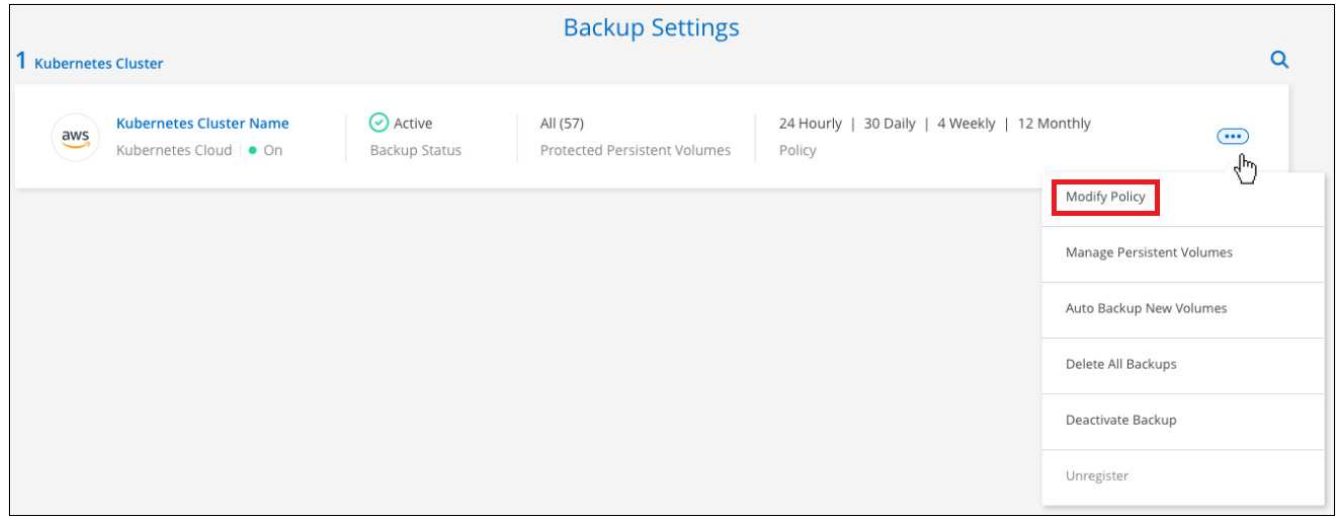 Backup Settings
1 Kubernetes Cluster
aws
Kubernetes Cluster Name
Kubernetes Cloud | On
Active
Backup Status
All (57)
Protected Persistent Volumes
24 Hourly | 30 Daily | 4 Weekly | 12 Monthly
Policy
Modify Policy
Manage Persistent Volumes
Auto Backup New Volumes
Delete All Backups
Deactivate Backup
Unregister